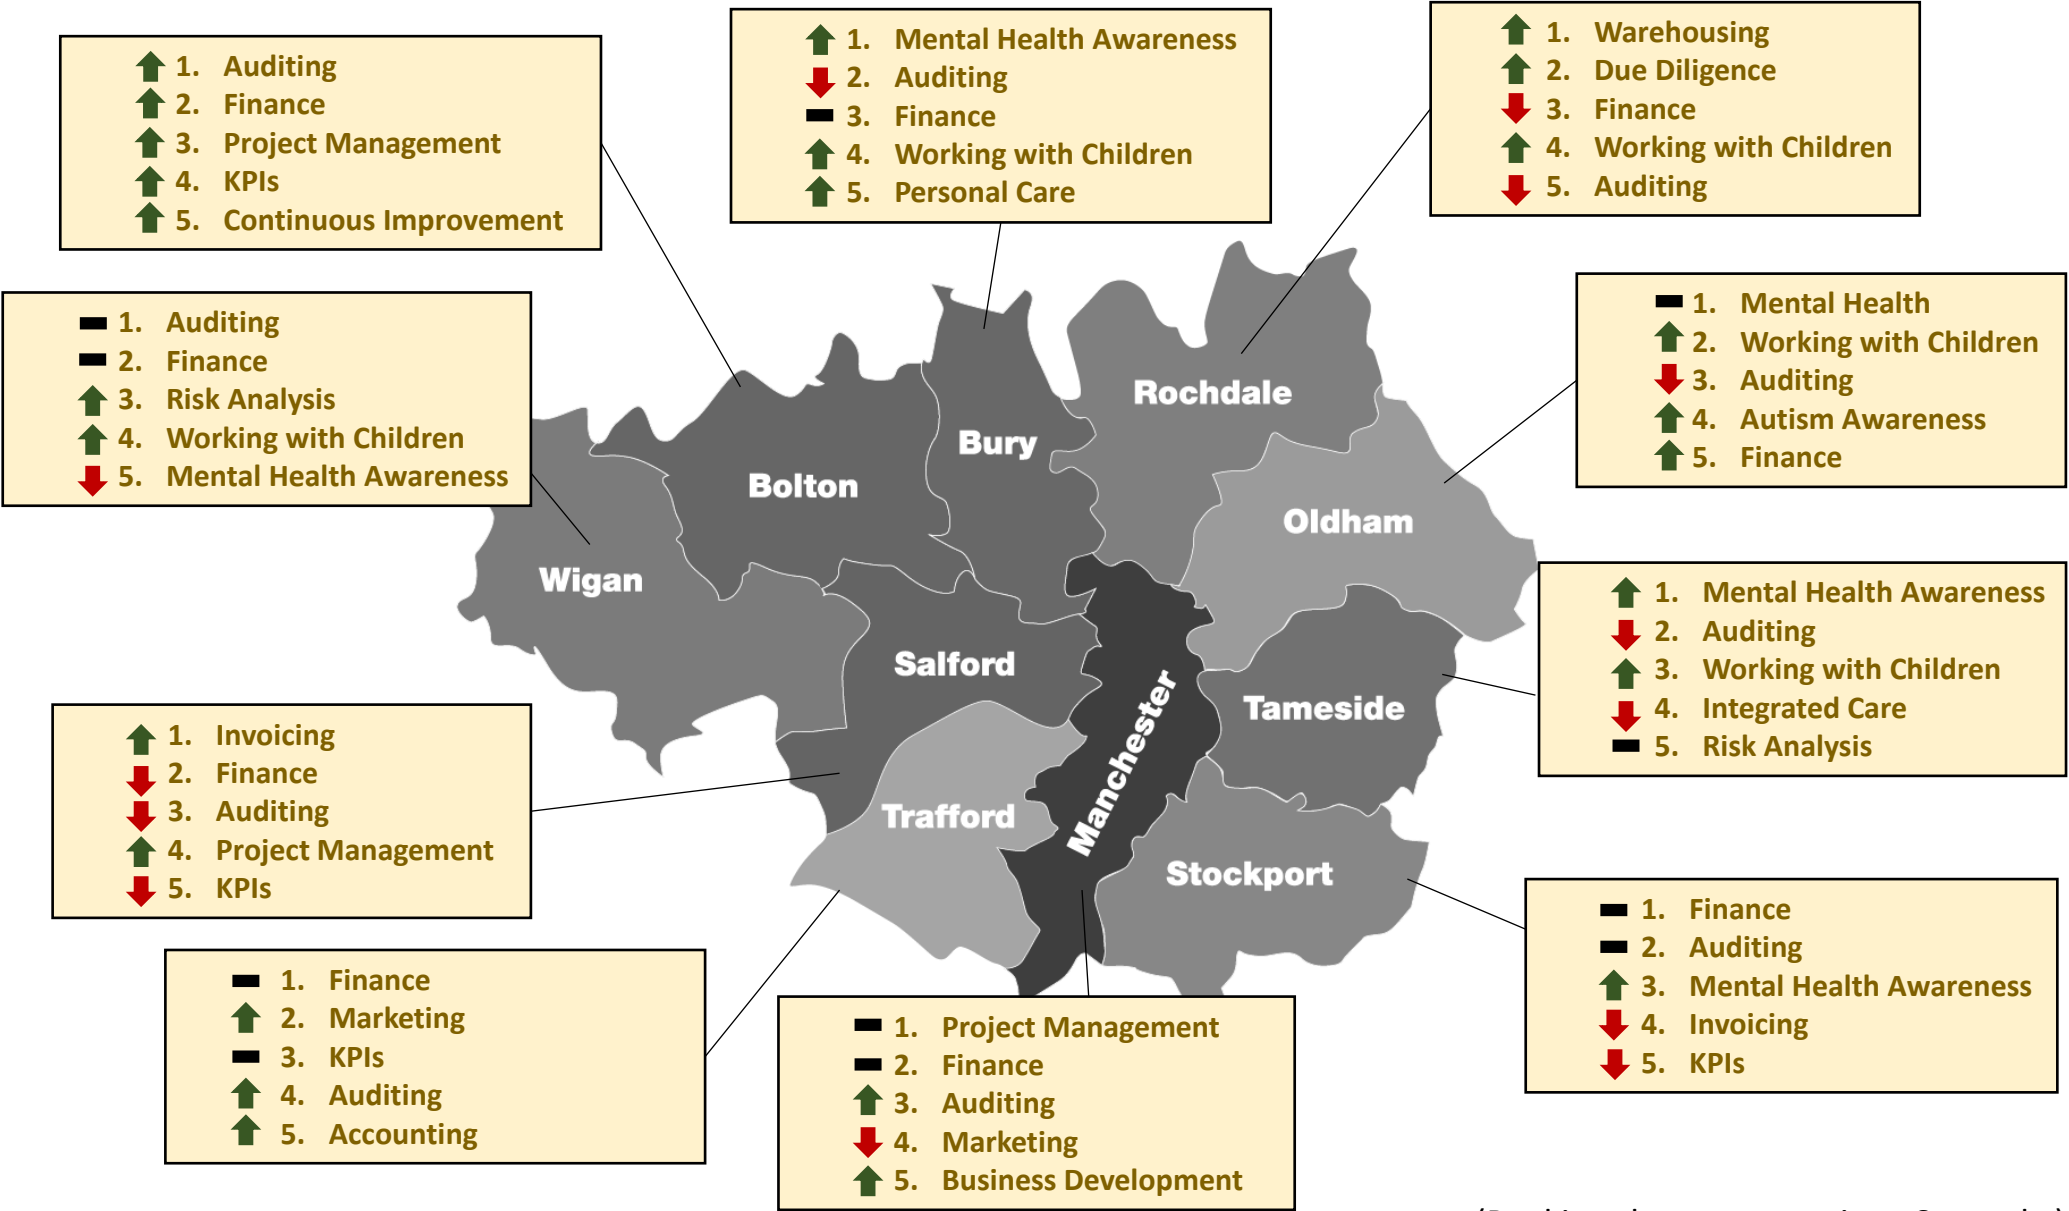 1. Auditing
2. Finance
3. Project Management
4. KPIs
5. Continuous Improvement
1. Mental Health Awareness
2. Auditing
3. Finance
4. Working with Children
5. Personal Care
1. Warehousing
2. Due Diligence
3. Finance
4. Working with Children
5. Auditing
1. Auditing
2. Finance
3. Risk Analysis
4. Working with Children
5. Mental Health Awareness
1. Mental Health
2. Working with Children
3. Auditing
4. Autism Awareness
5. Finance
Rochdale
Bury
Bolton
Oldham
Wigan
Salford
Tameside
Manchester
Trafford
Stockport
1. Mental Health Awareness
2. Auditing
3. Working with Children
4. Integrated Care
5. Risk Analysis
1. Invoicing
2. Finance
3. Auditing
4. Project Management
5. KPIs
1. Finance
2. Auditing
3. Mental Health Awareness
4. Invoicing
5. KPIs
1. Finance
2. Marketing
3. KPIs
4. Auditing
5. Accounting
1. Project Management
2. Finance
3. Auditing
4. Marketing
5. Business Development